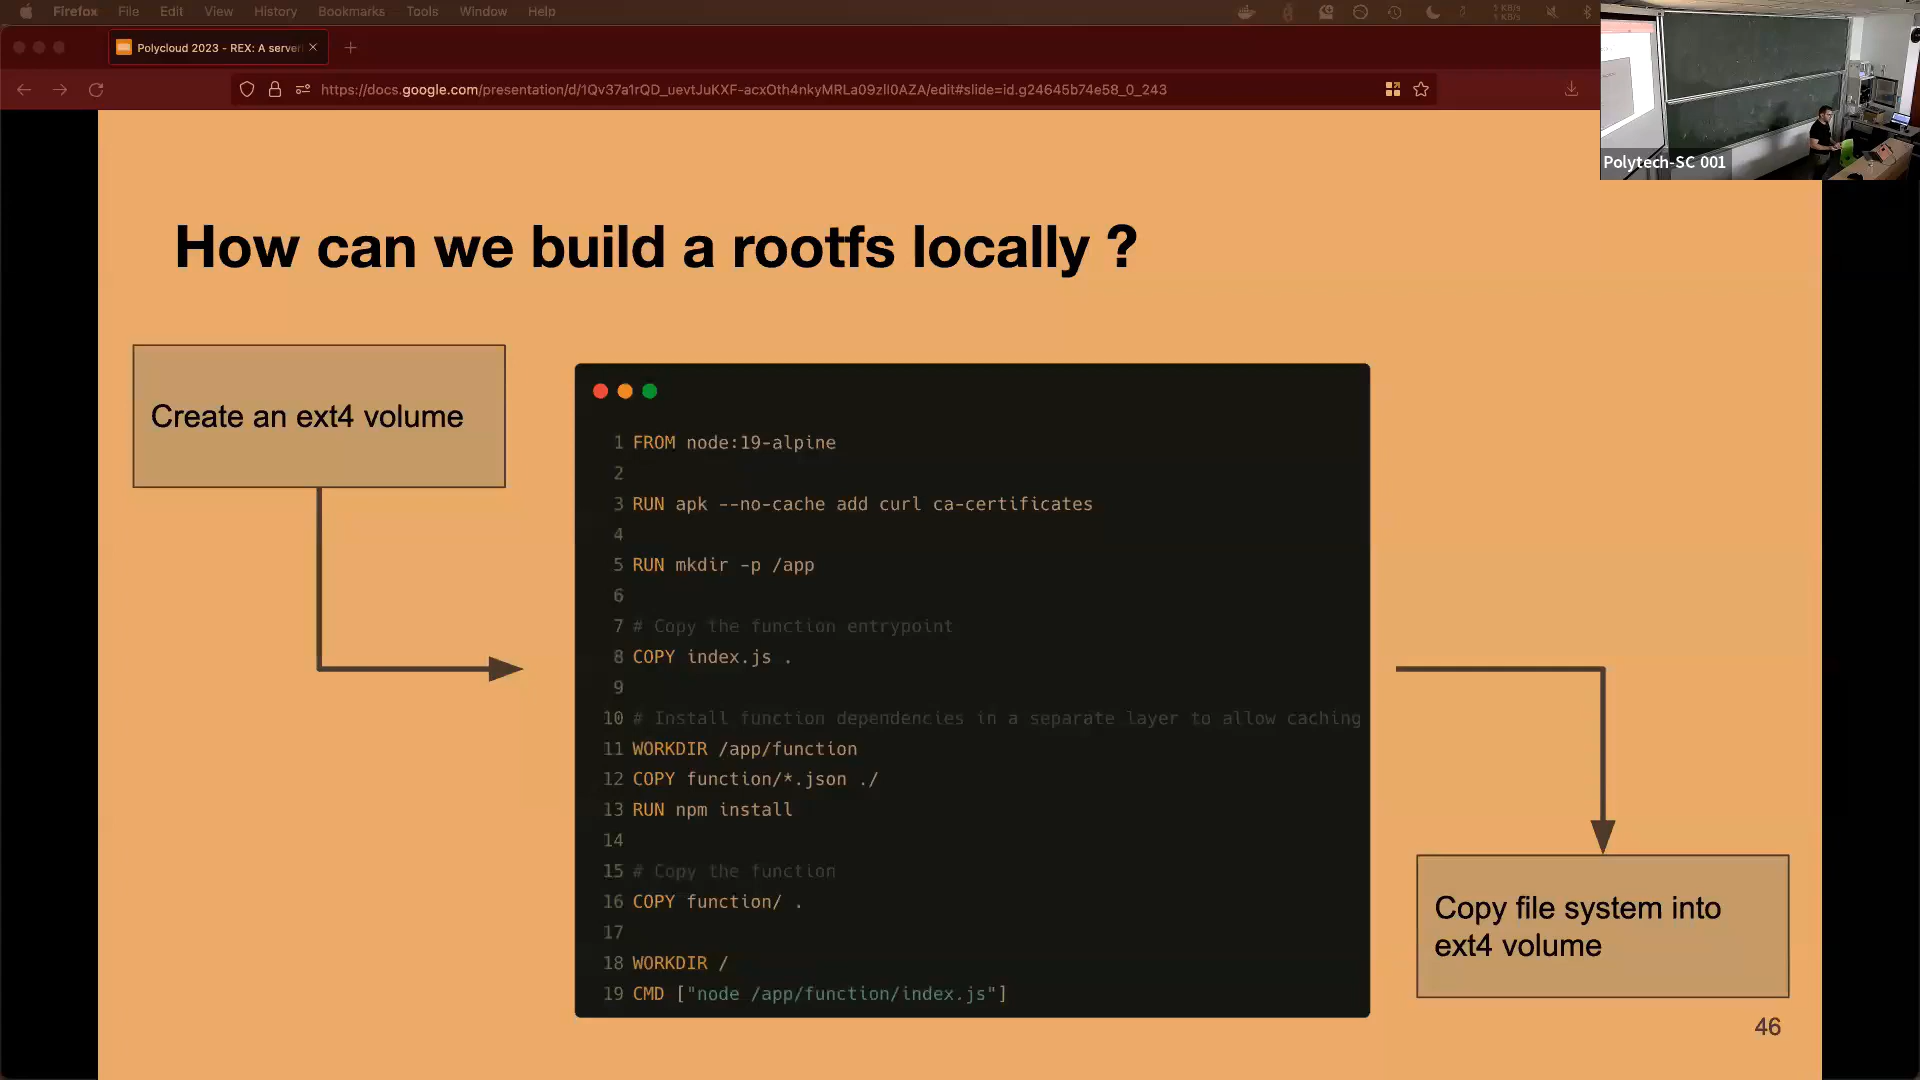 Firefox File Edit View History Bookmarks Tools Window Help
5 KB/s
1 KB/s
Polycloud 2023 - REX: A server
https://docs.google.com/presentation/d/1Qv37a1rQD_uevtJuKXF-acxOth4nkyMRLa09zlI0AZA/edit#slide=id.g24645b74e58_0_243
Polytech-SC 001
How can we build a rootfs locally ?
Create an ext4 volume
1 FROM node:19-alpine
2
3 RUN apk --no-cache add curl ca-certificates
4
5 RUN mkdir -p /app
6
7 # Copy the function entrypoint
8 COPY index.js .
9
10 # Install function dependencies in a separate layer to allow caching
11 WORKDIR /app/function
12 COPY function/*.json ./
13 RUN npm install
14
15 # Copy the function
16 COPY function/ .
17
18 WORKDIR /
19 CMD ["node /app/function/index.js"]
Copy file system into
ext4 volume
46